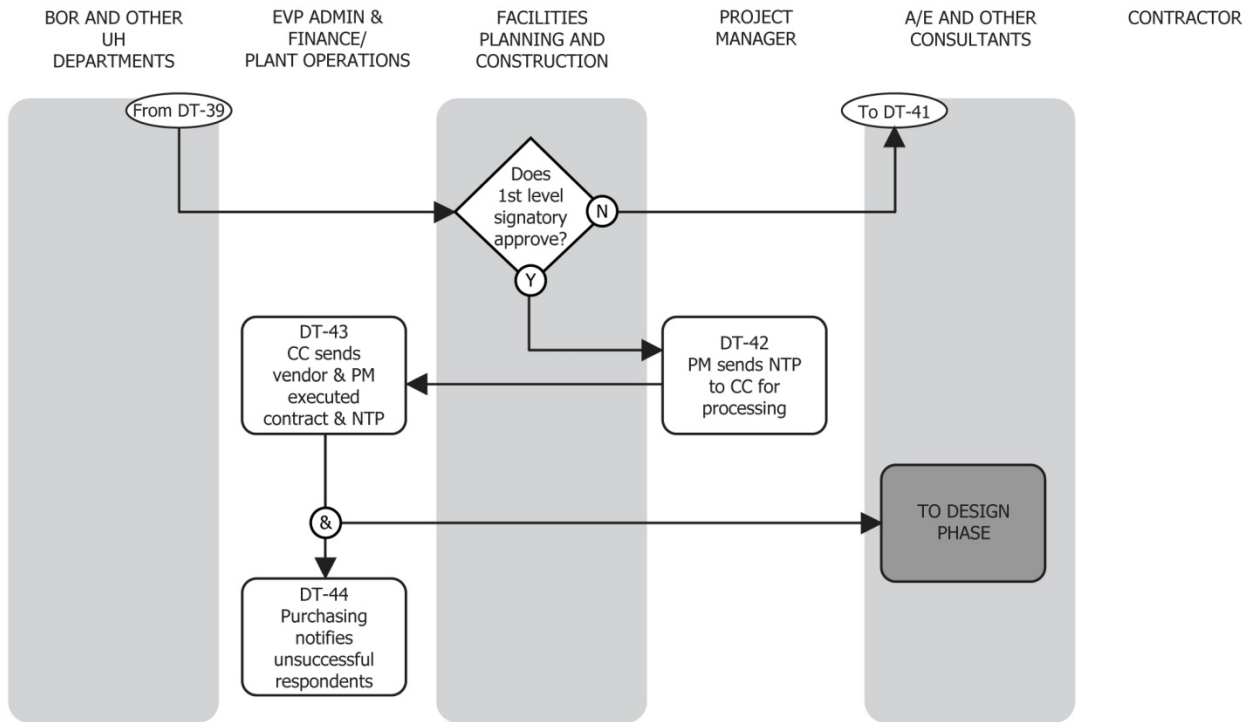 BOR AND OTHER
UH
DEPARTMENTS
EVP ADMIN &
FINANCE/
PLANT OPERATIONS
FACILITIES
PLANNING AND
CONSTRUCTION
PROJECT
MANAGER
A/E AND OTHER
CONSULTANTS
CONTRACTOR
From DT-39
To DT-41
Does
1st level
signatory
approve?
N
Y
DT-43
CC sends
vendor & PM
executed
contract & NTP
DT-42
PM sends NTP
to CC for
processing
&
TO DESIGN
PHASE
DT-44
Purchasing
notifies
unsuccessful
respondents